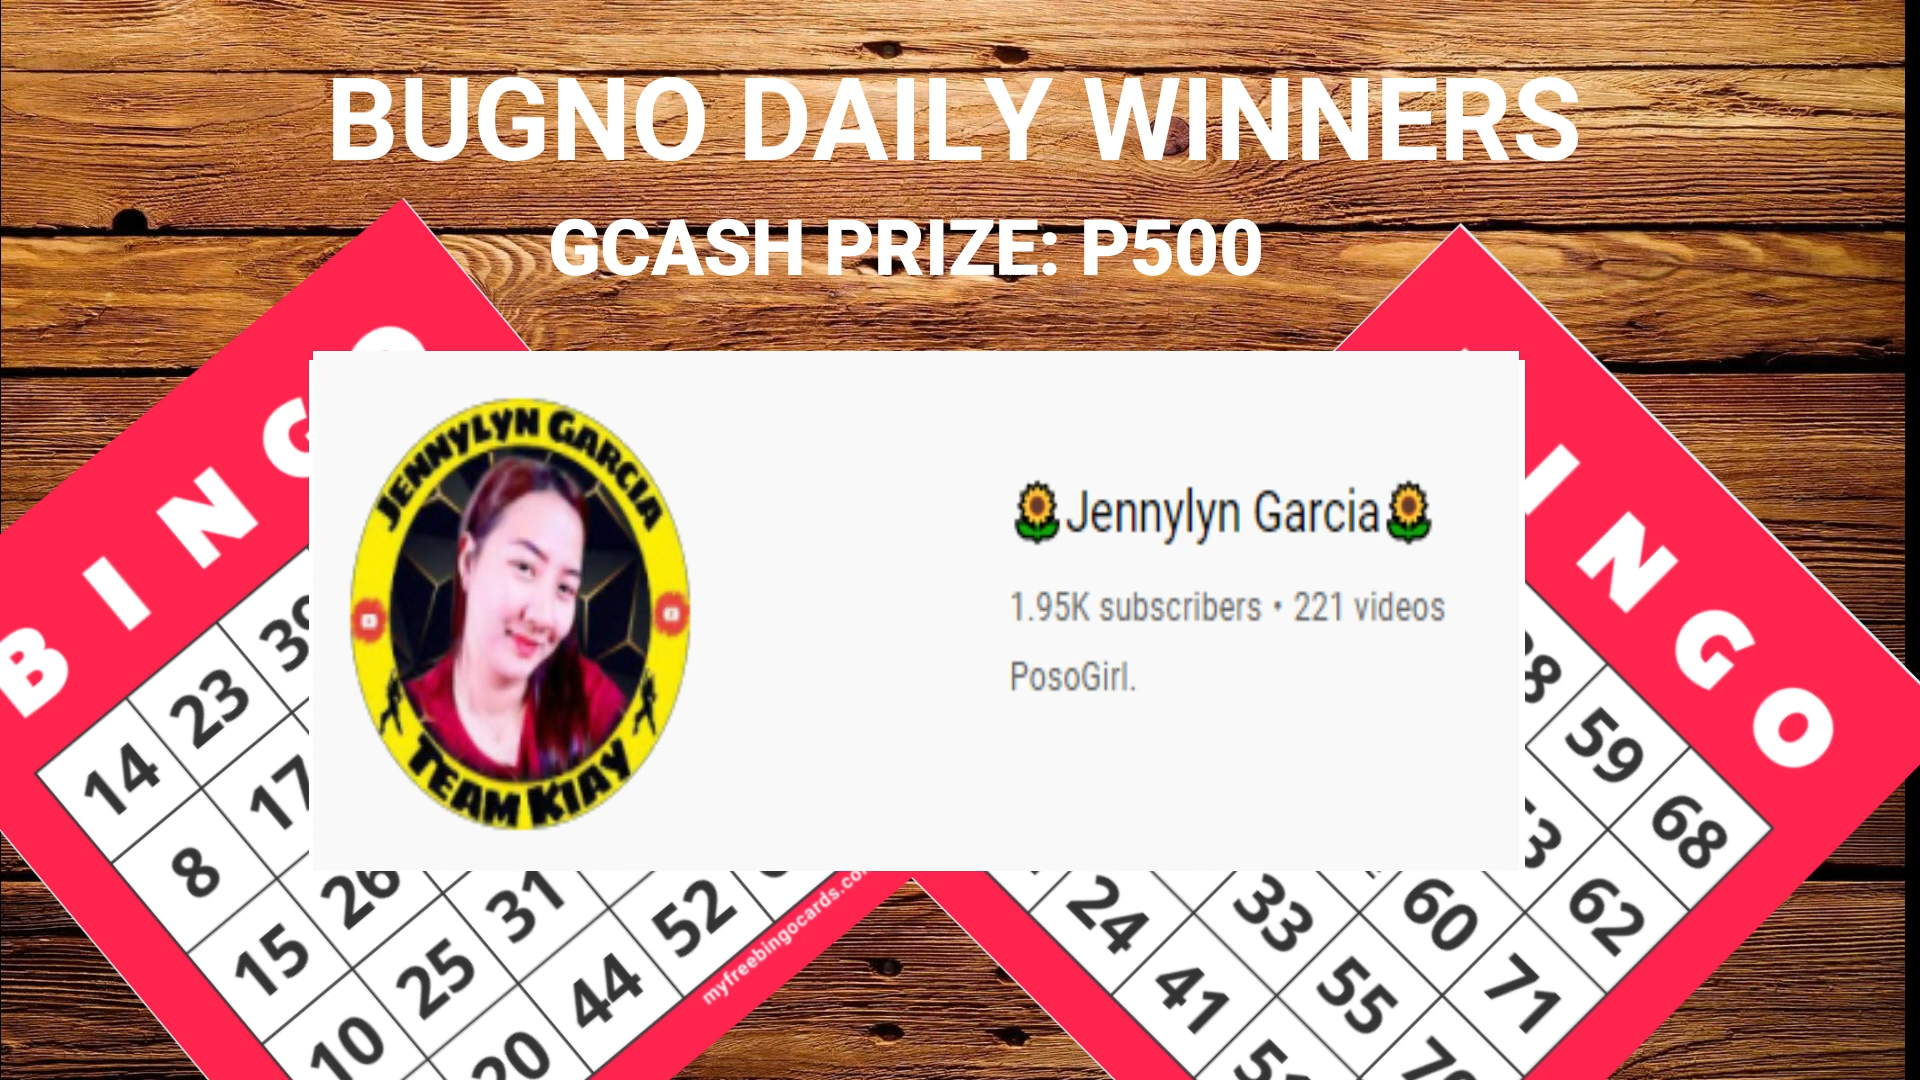 BUGNO DAILY WINNERS
GCASH PRIZE: P500
B I N G O
14 23 39
8 17
15 26
10 25 31
20 44 52
myfreebingocards.com
JENNYLYN GARCIA
TEAM KIAY
🌻Jennylyn Garcia🌻
1.95K subscribers • 221 videos
PosoGirl.
I N G O
59 68
62
24 33 60 71
41 55